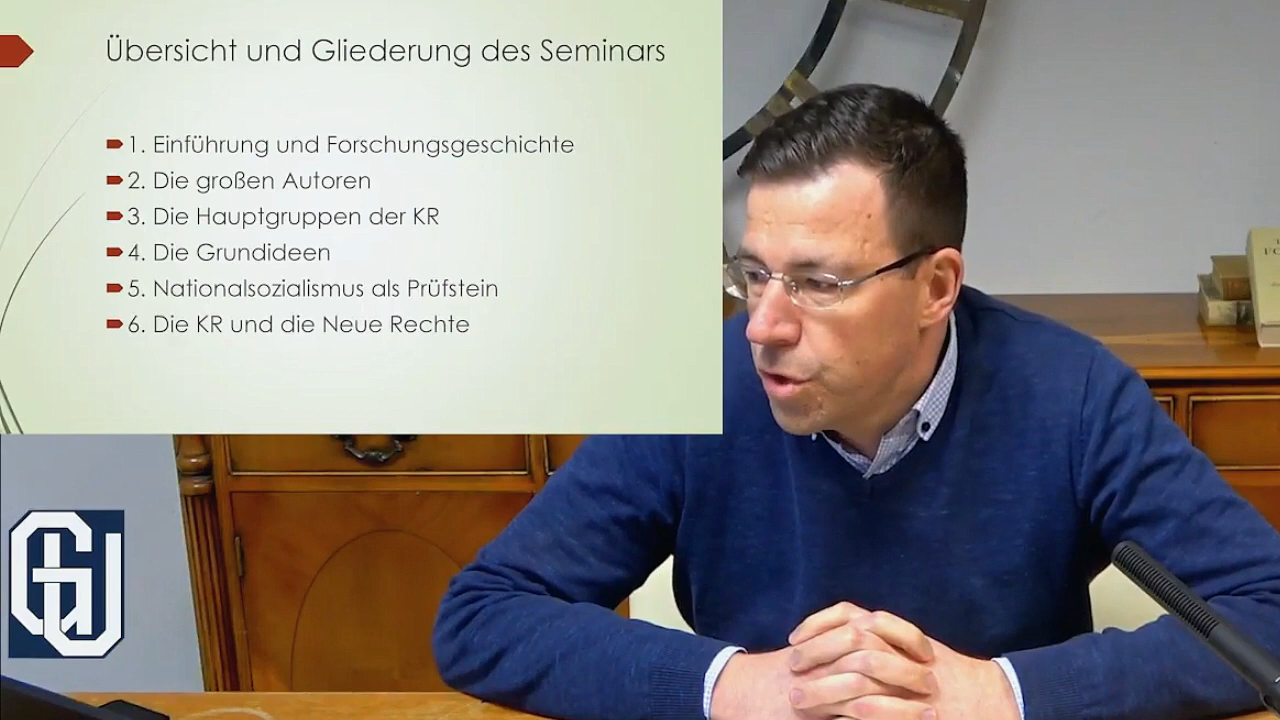 Übersicht und Gliederung des Seminars
1. Einführung und Forschungsgeschichte
2. Die großen Autoren
3. Die Hauptgruppen der KR
4. Die Grundideen
5. Nationalsozialismus als Prüfstein
6. Die KR und die Neue Rechte